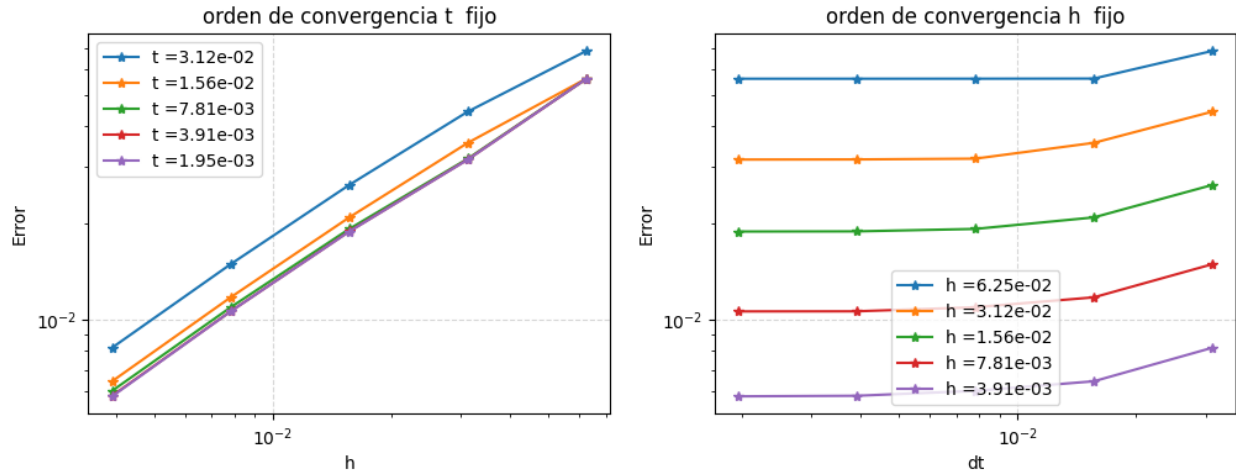 orden de convergencia t  fijo
t =3.12e-02
t =1.56e-02
t =7.81e-03
t =3.91e-03
t =1.95e-03
Error
10⁻²
10⁻²
h
orden de convergencia h  fijo
h =6.25e-02
h =3.12e-02
h =1.56e-02
h =7.81e-03
h =3.91e-03
Error
10⁻²
10⁻²
dt